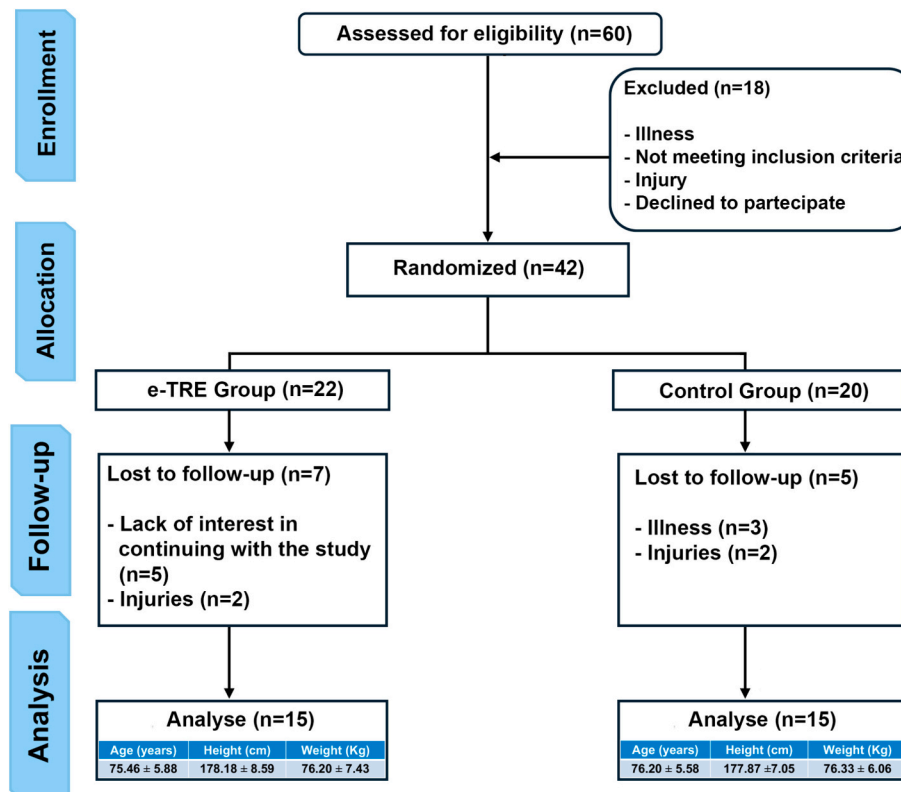 Enrollment
Assessed for eligibility (n=60)
Excluded (n=18)
- Illness
- Not meeting inclusion criteria
- Injury
- Declined to partecipate
Allocation
Randomized (n=42)
e-TRE Group (n=22)
Control Group (n=20)
Follow-up
Lost to follow-up (n=7)
- Lack of interest in
continuing with the study
(n=5)
- Injuries (n=2)
Lost to follow-up (n=5)
- Illness (n=3)
- Injuries (n=2)
Analysis
Analyse (n=15)
Age (years) Height (cm) Weight (Kg)
75.46 ± 5.88 178.18 ± 8.59 76.20 ± 7.43
Analyse (n=15)
Age (years) Height (cm) Weight (Kg)
76.20 ± 5.58 177.87 ±7.05 76.33 ± 6.06